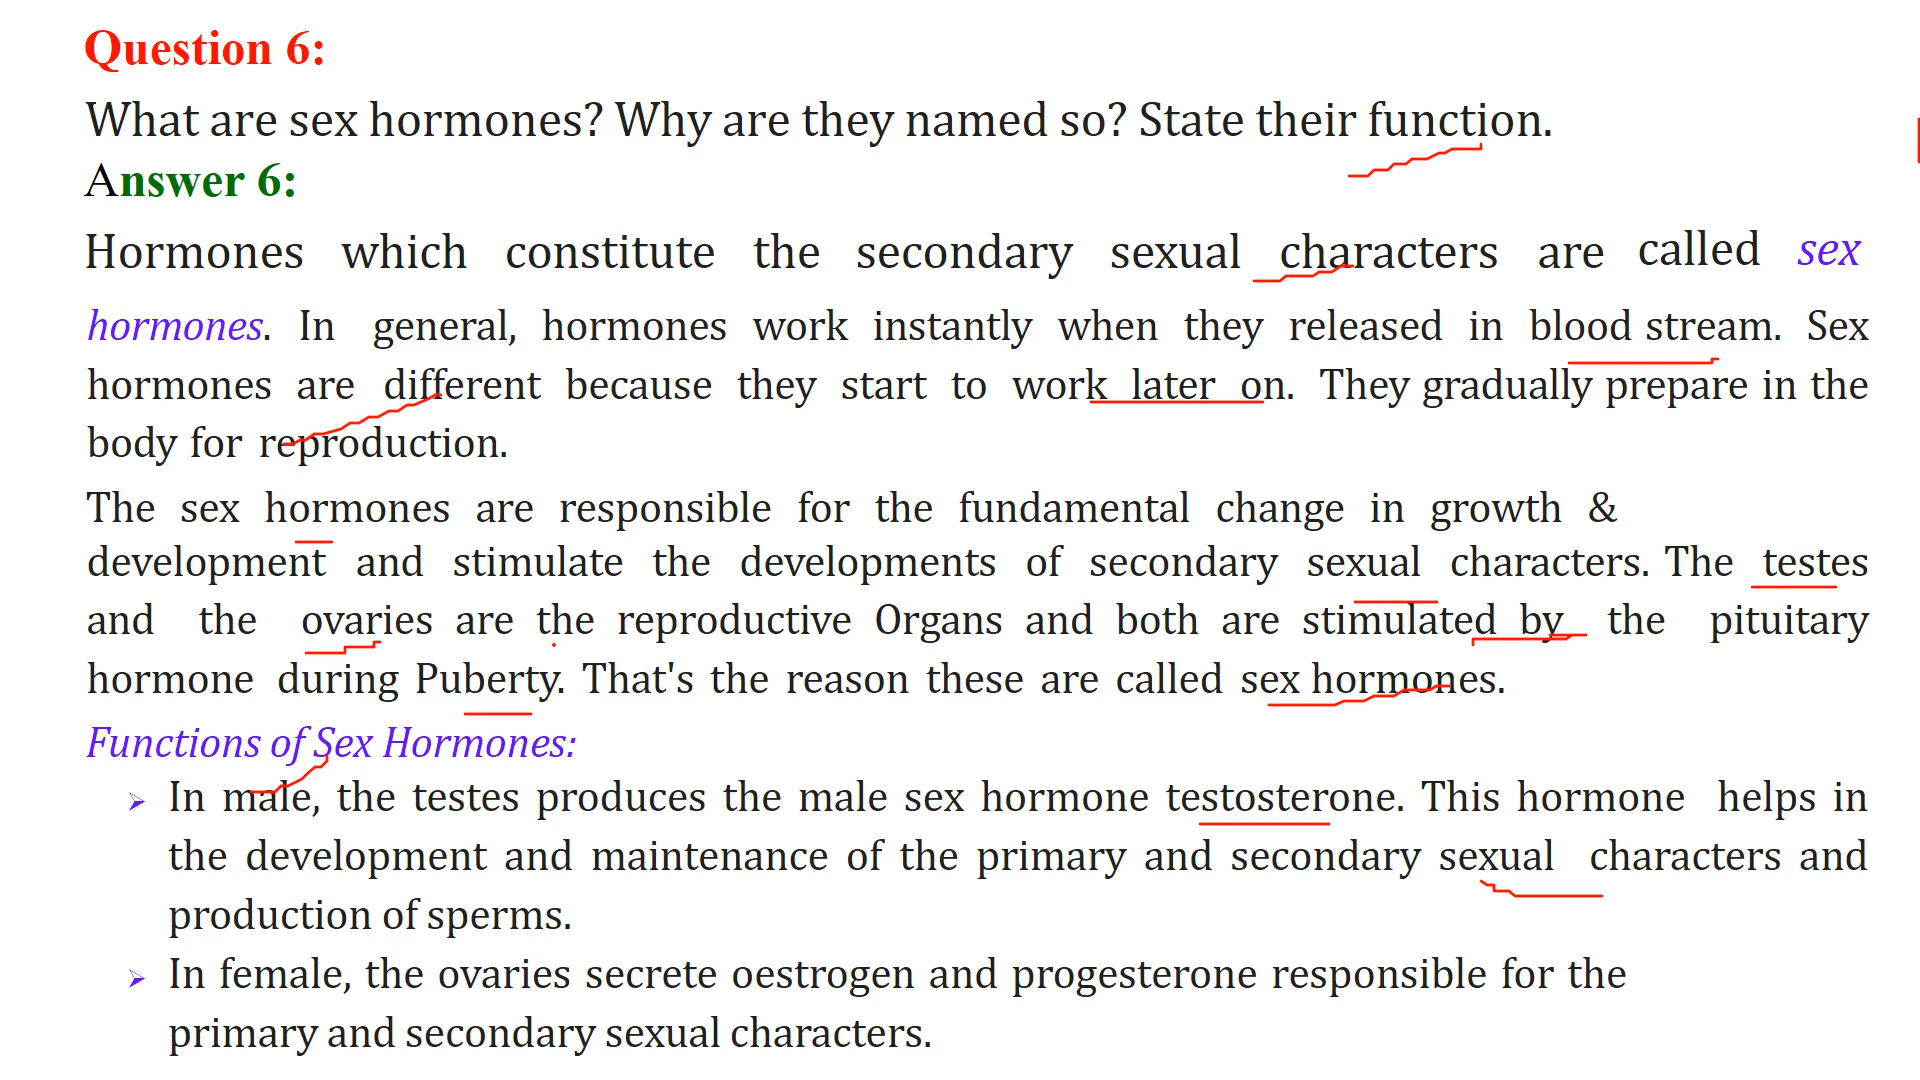 Question 6:
What are sex hormones? Why are they named so? State their function.
Answer 6:
Hormones which constitute the secondary sexual characters are called sex
hormones. In general, hormones work instantly when they released in blood stream. Sex
hormones are different because they start to work later on. They gradually prepare in the
body for reproduction.
The sex hormones are responsible for the fundamental change in growth &
development and stimulate the developments of secondary sexual characters. The testes
and the ovaries are the reproductive Organs and both are stimulated by the pituitary
hormone during Puberty. That's the reason these are called sex hormones.
Functions of Sex Hormones:
➢ In male, the testes produces the male sex hormone testosterone. This hormone helps in
the development and maintenance of the primary and secondary sexual characters and
production of sperms.
➢ In female, the ovaries secrete oestrogen and progesterone responsible for the
primary and secondary sexual characters.